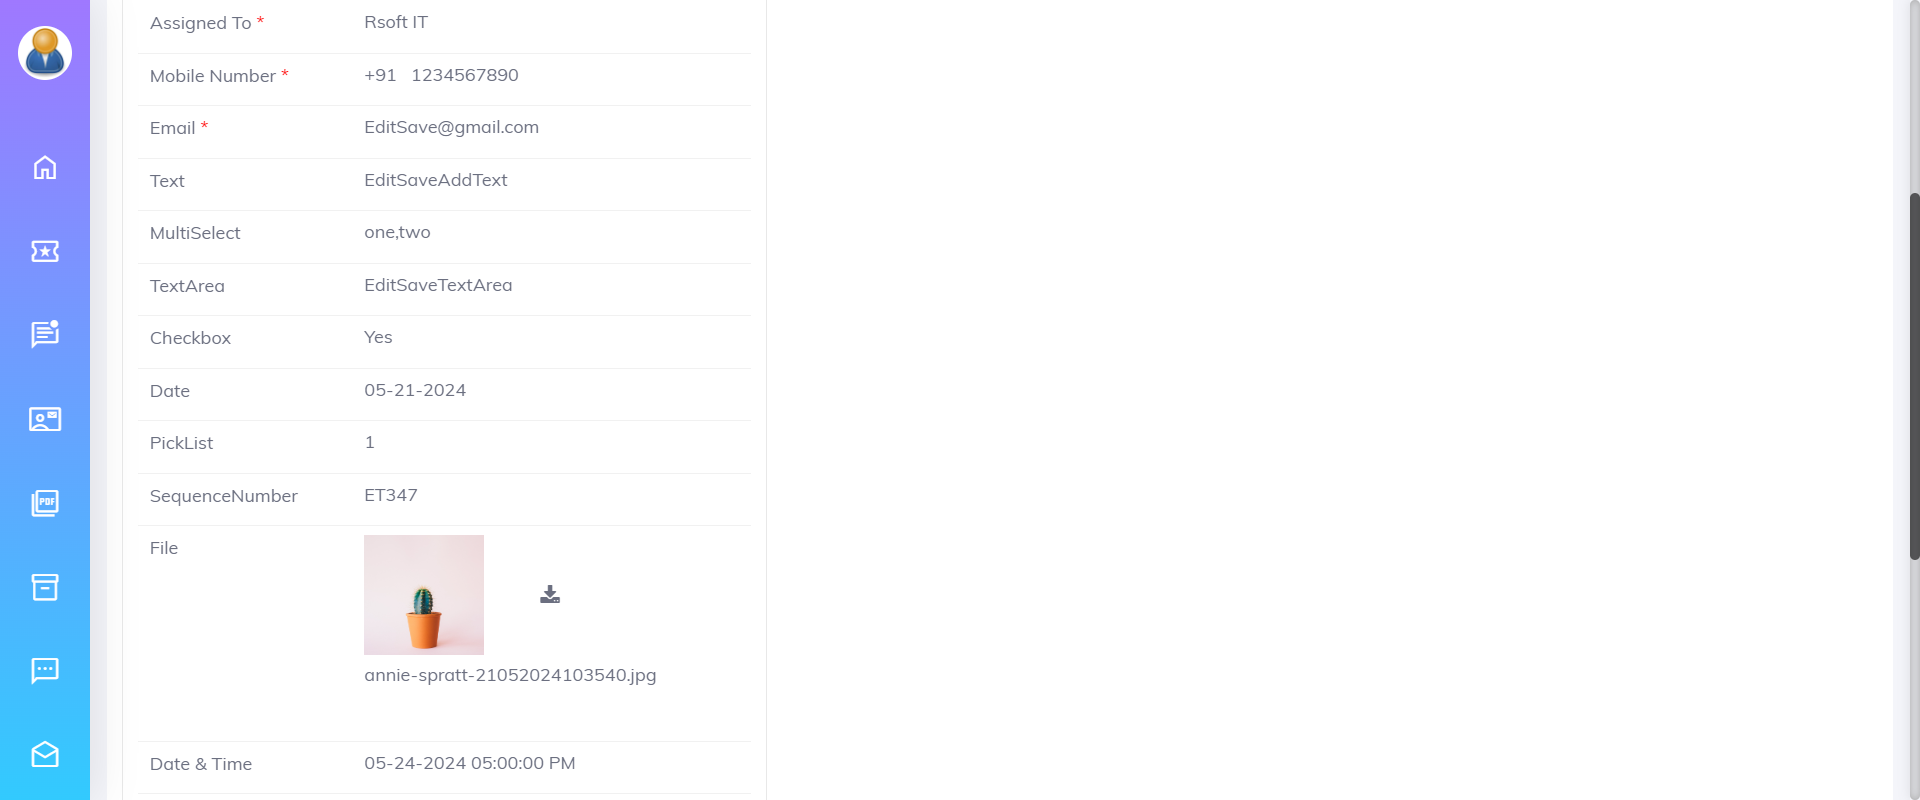 Assigned To * Rsoft IT
Mobile Number * +91 1234567890
Email * EditSave@gmail.com
Text EditSaveAddText
MultiSelect one,two
TextArea EditSaveTextArea
Checkbox Yes
Date 05-21-2024
PickList 1
SequenceNumber ET347
File
annie-spratt-21052024103540.jpg
Date & Time 05-24-2024 05:00:00 PM
PDF